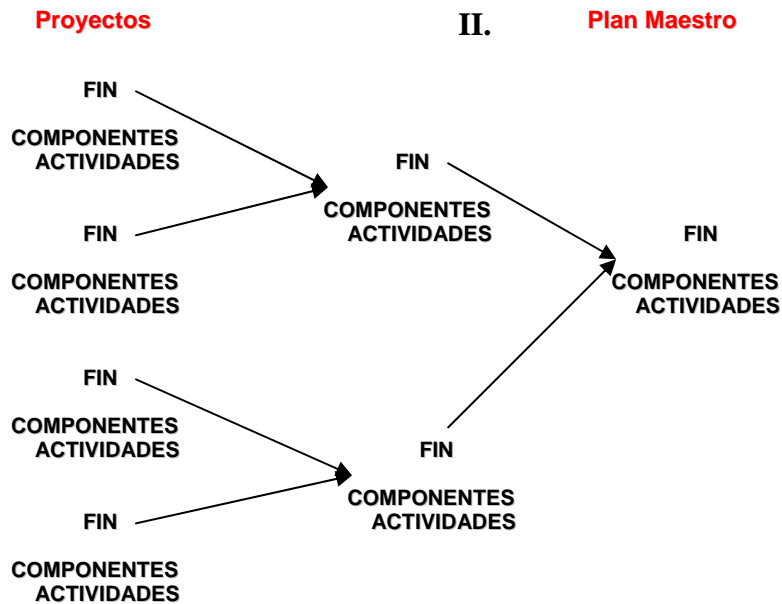 Proyectos
II.
Plan Maestro
FIN
COMPONENTES
ACTIVIDADES
FIN
COMPONENTES
ACTIVIDADES
FIN
COMPONENTES
ACTIVIDADES
FIN
COMPONENTES
ACTIVIDADES
FIN
COMPONENTES
ACTIVIDADES
FIN
COMPONENTES
ACTIVIDADES
FIN
COMPONENTES
ACTIVIDADES